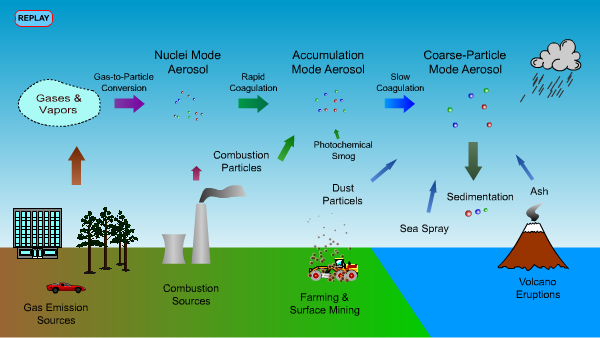 REPLAY
Nuclei Mode
Aerosol
Accumulation
Mode Aerosol
Coarse-Particle
Mode Aerosol
Gases &
Vapors
Gas-to-Particle
Conversion
Rapid
Coagulation
Slow
Coagulation
Photochemical
Smog
Combustion
Particles
Dust
Particels
Sedimentation
Ash
Sea Spray
Gas Emission
Sources
Combustion
Sources
Farming &
Surface Mining
Volcano
Eruptions